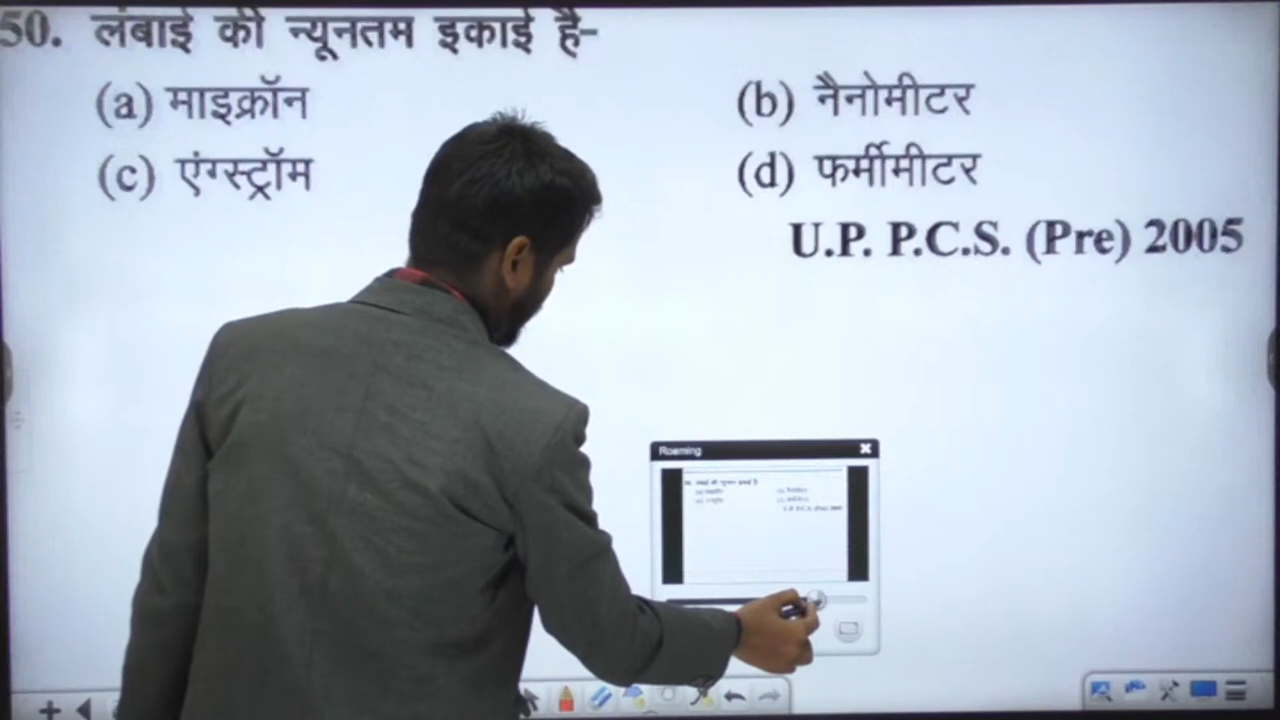 50. लंबाई की न्यूनतम इकाई है-
(a) माइक्रॉन (b) नैनोमीटर
(c) एंग्स्ट्रॉम (d) फर्मीमीटर
U.P. P.C.S. (Pre) 2005
Roaming